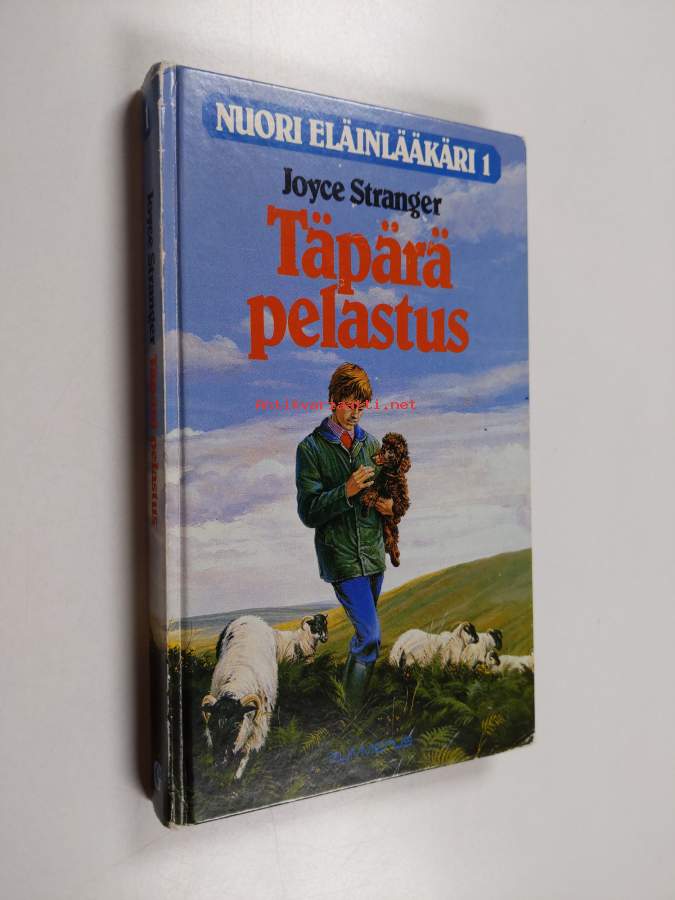 NUORI ELÄINLÄÄKÄRI 1
Joyce Stranger
Täpärä
pelastus
Antikvariaatti.net
Joyce Stranger Täpärä pelastus